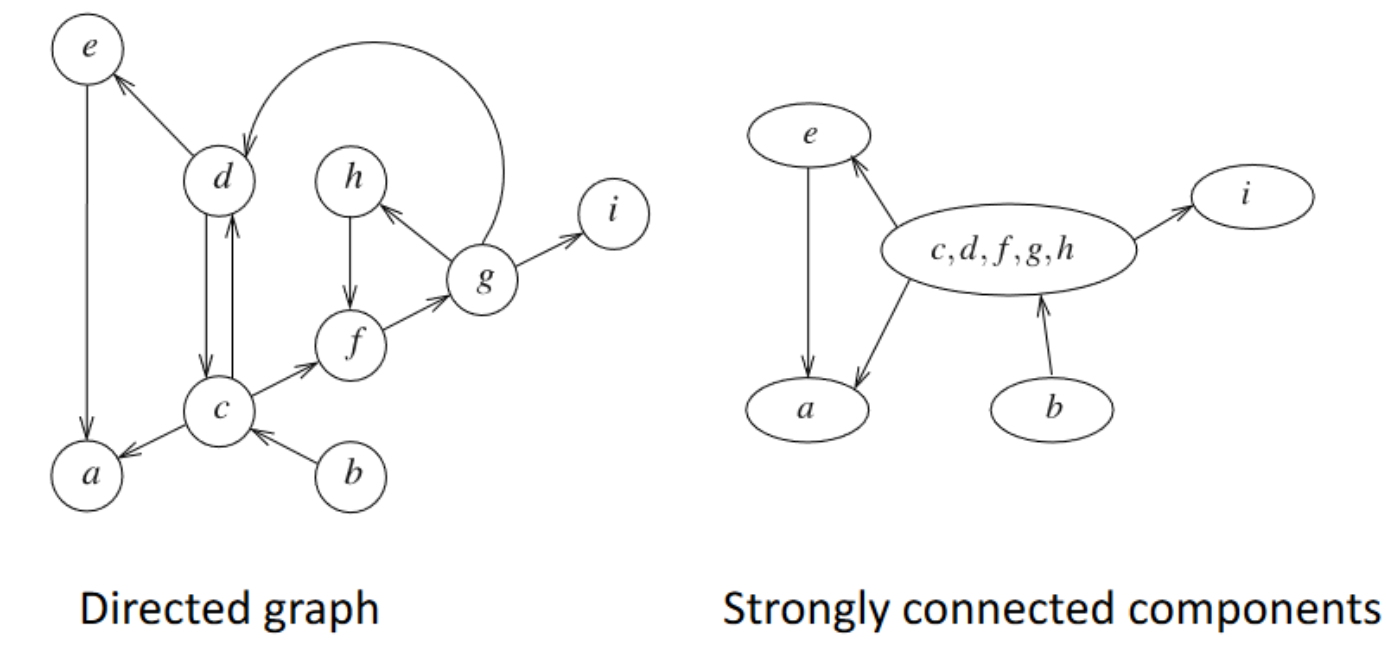 e
d
h
i
g
f
c
a
b
Directed graph
e
i
c,d,f,g,h
a
b
Strongly connected components